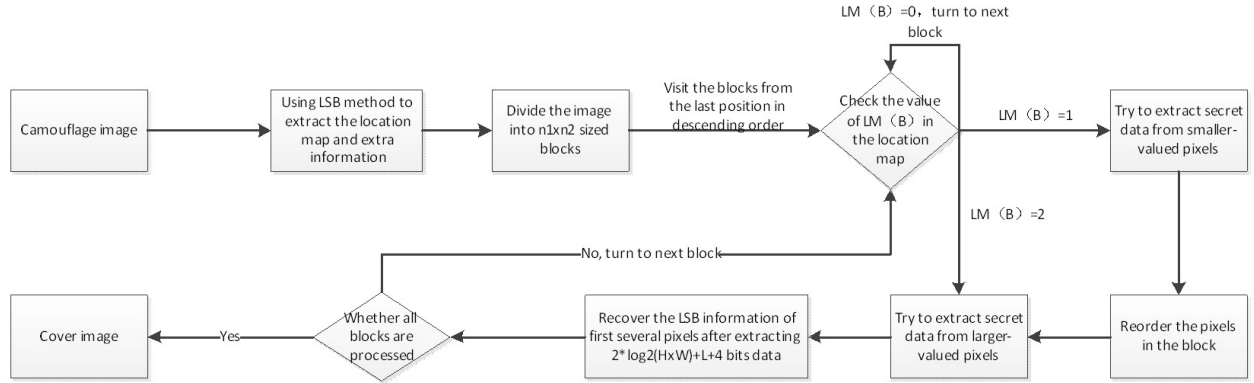 LM（B）=0，turn to next
block
Camouflage image
Using LSB method to
extract the location
map and extra
information
Divide the image
into n1xn2 sized
blocks
Visit the blocks from
the last position in
descending order
Check the value
of LM（B）in
the location
map
LM（B）=1
Try to extract secret
data from smaller-
valued pixels
LM（B）=2
No, turn to next block
Cover image
Yes
Whether all
blocks are
processed
Recover the LSB information of
first several pixels after extracting
2*log2(HxW)+L+4 bits data
Try to extract secret
data from larger-
valued pixels
Reorder the pixels
in the block